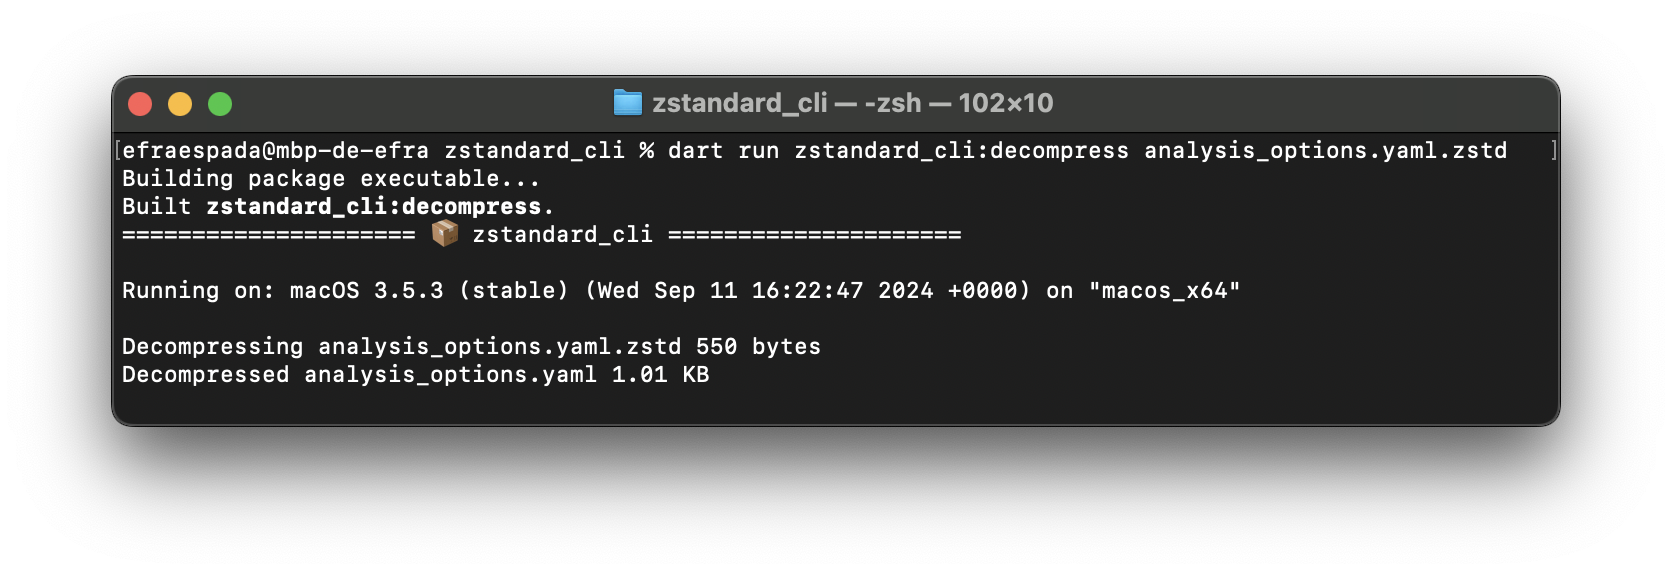 zstandard_cli — -zsh — 102×10
[efraespada@mbp-de-efra zstandard_cli % dart run zstandard_cli:decompress analysis_options.yaml.zstd ]
Building package executable...
Built zstandard_cli:decompress.
===================== 📦 zstandard_cli =====================
Running on: macOS 3.5.3 (stable) (Wed Sep 11 16:22:47 2024 +0000) on "macos_x64"
Decompressing analysis_options.yaml.zstd 550 bytes
Decompressed analysis_options.yaml 1.01 KB